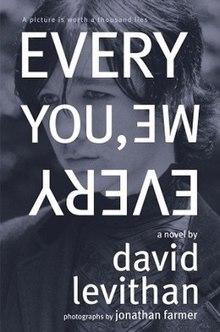 A picture is worth a thousand lies
EVERY
YOU, ME
EVERY
a novel by
david
levithan
photographs by jonathan farmer